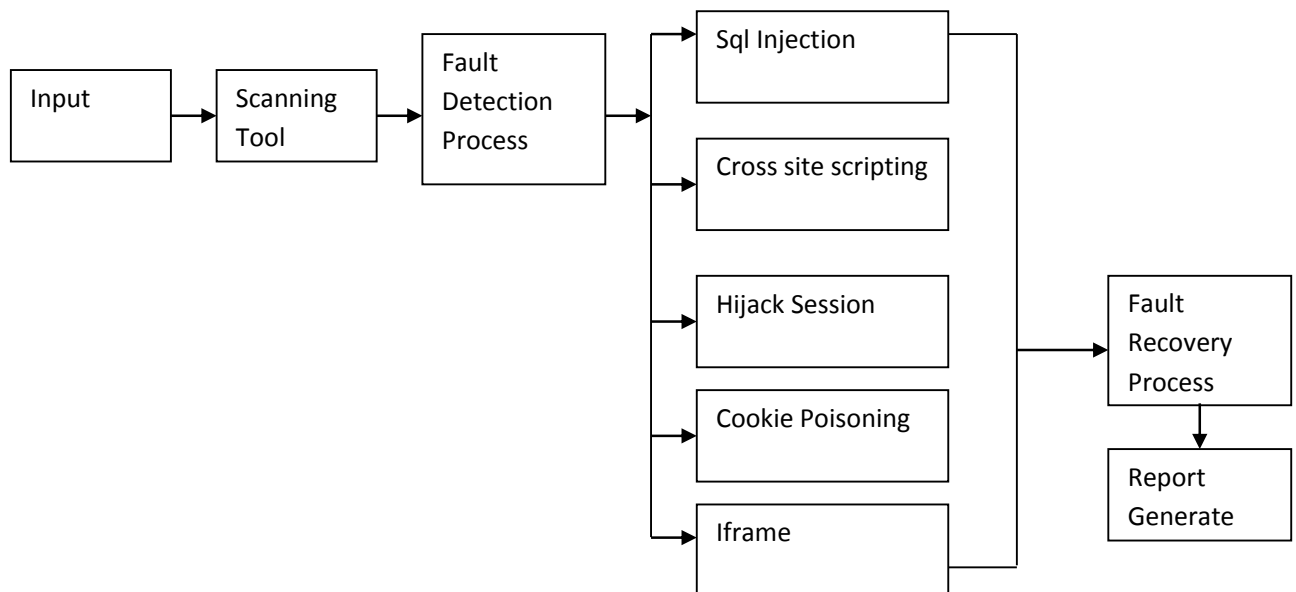 Input
Scanning
Tool
Fault
Detection
Process
Sql Injection
Cross site scripting
Hijack Session
Cookie Poisoning
Iframe
Fault
Recovery
Process
Report
Generate